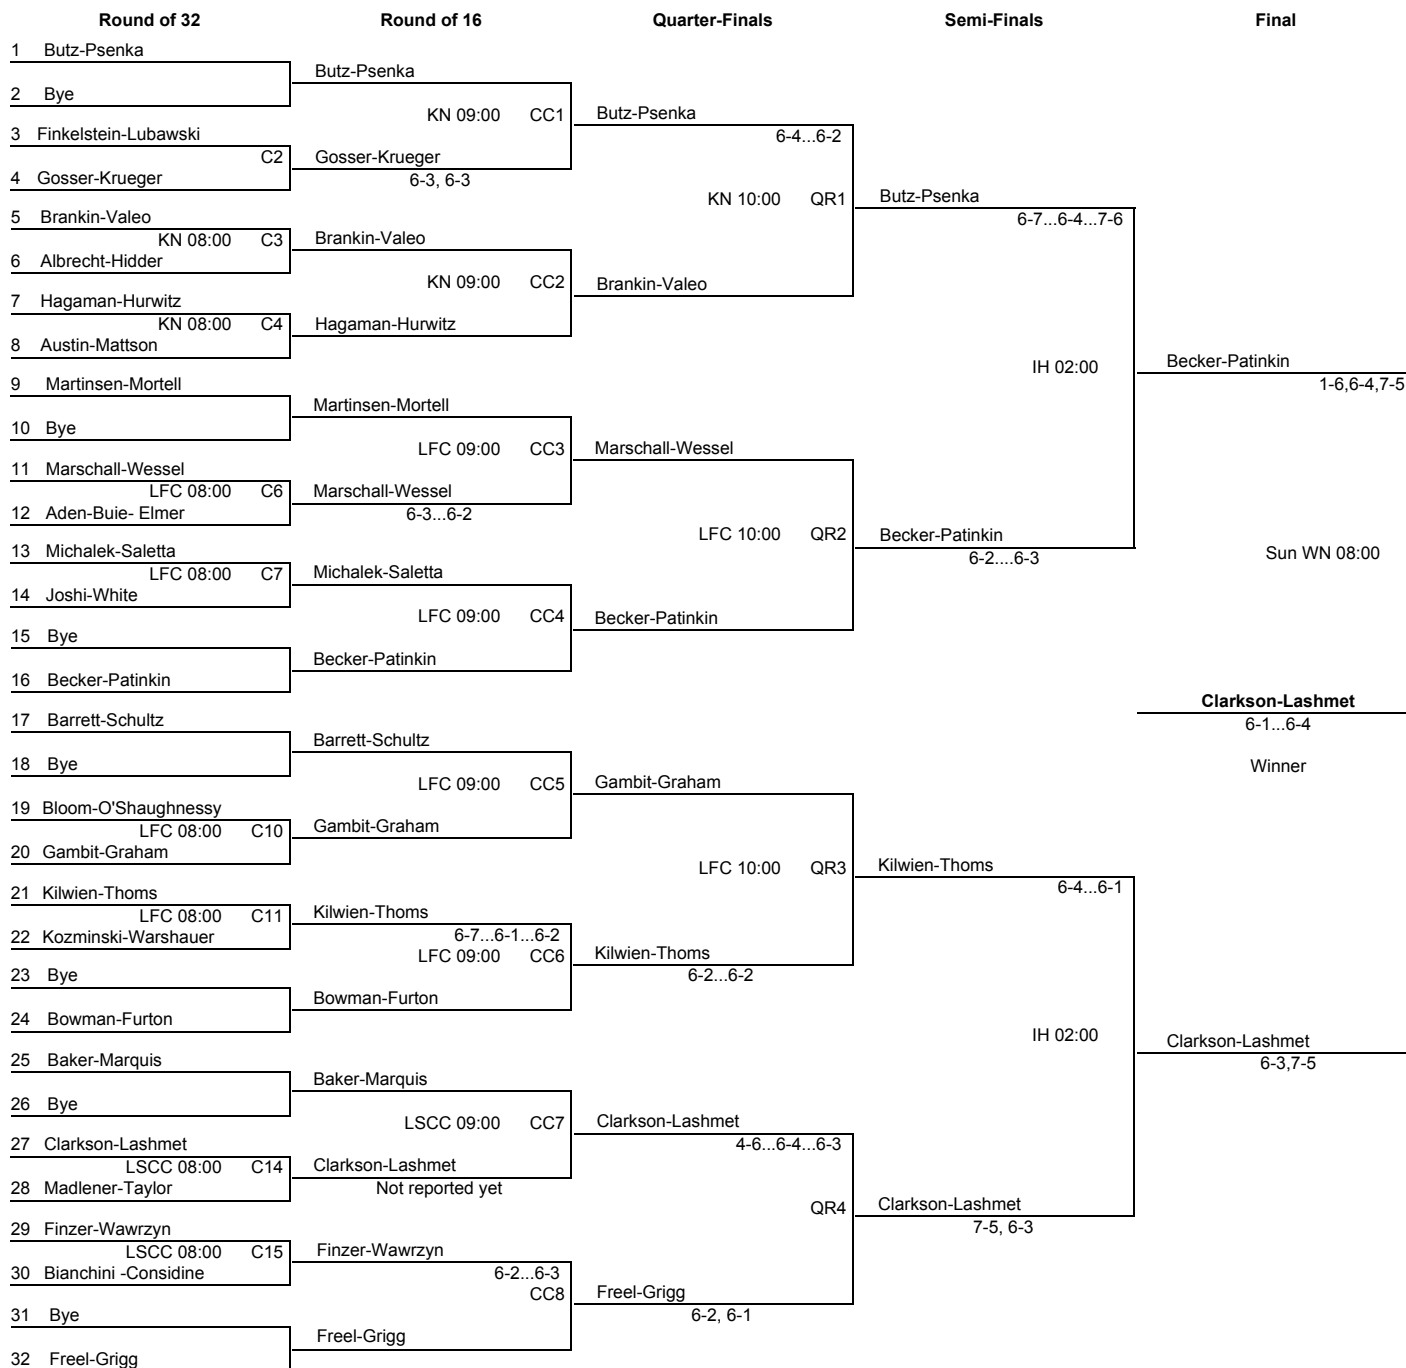 Round of 32 Round of 16 Quarter-Finals Semi-Finals Final
1 Butz-Psenka
Butz-Psenka
2 Bye
KN 09:00 CC1 Butz-Psenka
3 Finkelstein-Lubawski 6-4...6-2
C2 Gosser-Krueger
4 Gosser-Krueger 6-3, 6-3
KN 10:00 QR1 Butz-Psenka
5 Brankin-Valeo 6-7...6-4...7-6
KN 08:00 C3 Brankin-Valeo
6 Albrecht-Hidder
KN 09:00 CC2 Brankin-Valeo
7 Hagaman-Hurwitz
KN 08:00 C4 Hagaman-Hurwitz
8 Austin-Mattson
IH 02:00 Becker-Patinkin
9 Martinsen-Mortell 1-6,6-4,7-5
Martinsen-Mortell
10 Bye
LFC 09:00 CC3 Marschall-Wessel
11 Marschall-Wessel
LFC 08:00 C6 Marschall-Wessel
12 Aden-Buie- Elmer 6-3...6-2
LFC 10:00 QR2 Becker-Patinkin
13 Michalek-Saletta 6-2....6-3 Sun WN 08:00
LFC 08:00 C7 Michalek-Saletta
14 Joshi-White
LFC 09:00 CC4 Becker-Patinkin
15 Bye
Becker-Patinkin
16 Becker-Patinkin
Clarkson-Lashmet
17 Barrett-Schultz 6-1...6-4
Barrett-Schultz
18 Bye Winner
LFC 09:00 CC5 Gambit-Graham
19 Bloom-O'Shaughnessy
LFC 08:00 C10 Gambit-Graham
20 Gambit-Graham
LFC 10:00 QR3 Kilwien-Thoms
21 Kilwien-Thoms 6-4...6-1
LFC 08:00 C11 Kilwien-Thoms
22 Kozminski-Warshauer 6-7...6-1...6-2
LFC 09:00 CC6 Kilwien-Thoms
23 Bye 6-2...6-2
Bowman-Furton
24 Bowman-Furton
IH 02:00 Clarkson-Lashmet
25 Baker-Marquis 6-3,7-5
Baker-Marquis
26 Bye
LSCC 09:00 CC7 Clarkson-Lashmet
27 Clarkson-Lashmet 4-6...6-4...6-3
LSCC 08:00 C14 Clarkson-Lashmet
28 Madlener-Taylor Not reported yet
QR4 Clarkson-Lashmet
29 Finzer-Wawrzyn 7-5, 6-3
LSCC 08:00 C15 Finzer-Wawrzyn
30 Bianchini -Considine 6-2...6-3
CC8 Freel-Grigg
31 Bye 6-2, 6-1
Freel-Grigg
32 Freel-Grigg